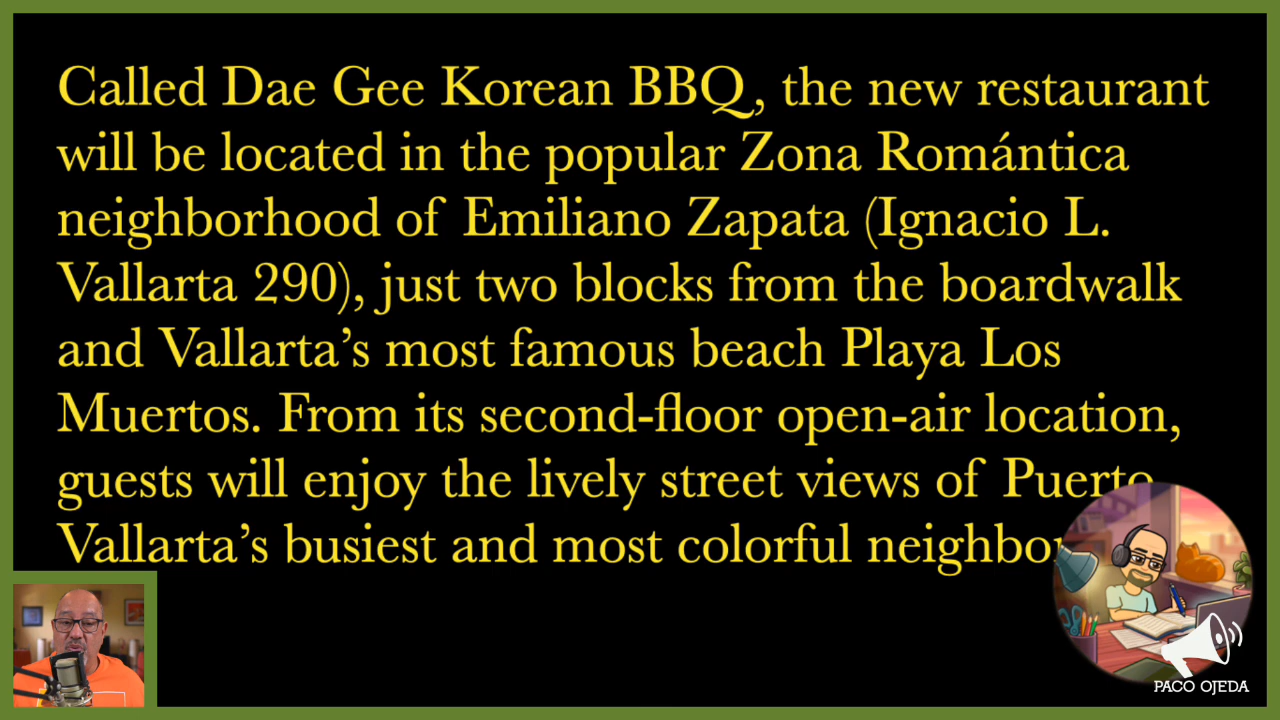 Called Dae Gee Korean BBQ, the new restaurant
will be located in the popular Zona Romántica
neighborhood of Emiliano Zapata (Ignacio L.
Vallarta 290), just two blocks from the boardwalk
and Vallarta’s most famous beach Playa Los
Muertos. From its second-floor open-air location,
guests will enjoy the lively street views of Puerto
Vallarta’s busiest and most colorful
PACO OJEDA